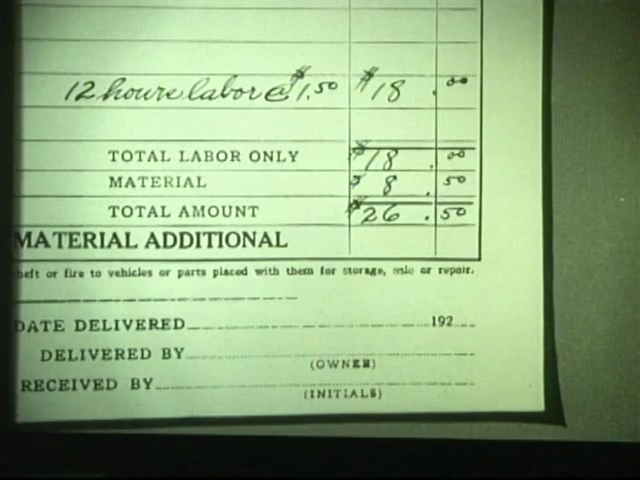 12 hours labor @ $1.50 $18.00
TOTAL LABOR ONLY $18.00
MATERIAL $8.50
TOTAL AMOUNT $26.50
MATERIAL ADDITIONAL
theft or fire to vehicles or parts placed with them for storage, sale or repair.
DATE DELIVERED 192
DELIVERED BY
(OWNER)
RECEIVED BY
(INITIALS)